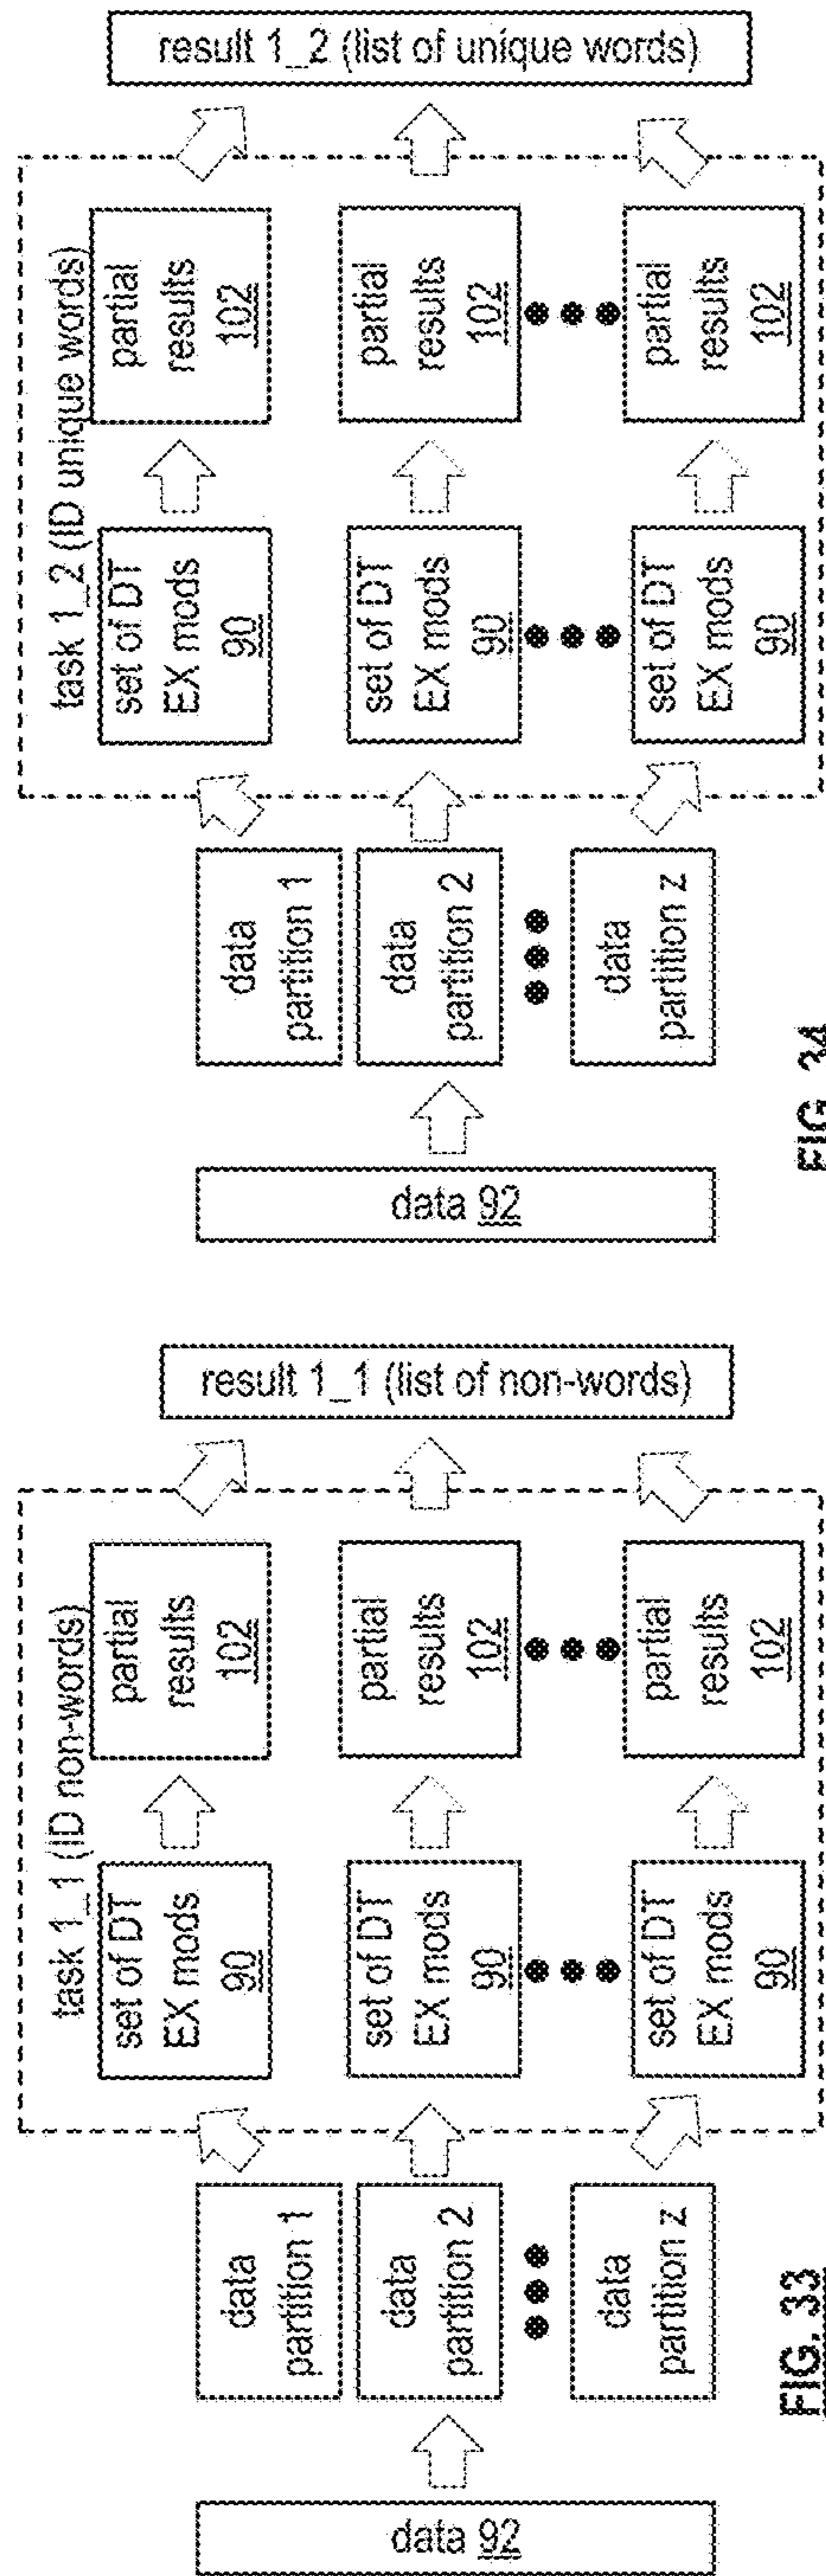 task 1_1 (ID non-words)
data 92
data
partition 1
data
partition 2
data
partition z
set of DT
EX mods
90
set of DT
EX mods
90
set of DT
EX mods
90
partial
results
102
partial
results
102
partial
results
102
result 1_1 (list of non-words)
FIG. 33
task 1_2 (ID unique words)
data 92
data
partition 1
data
partition 2
data
partition z
set of DT
EX mods
90
set of DT
EX mods
90
set of DT
EX mods
90
partial
results
102
partial
results
102
partial
results
102
result 1_2 (list of unique words)
FIG. 34